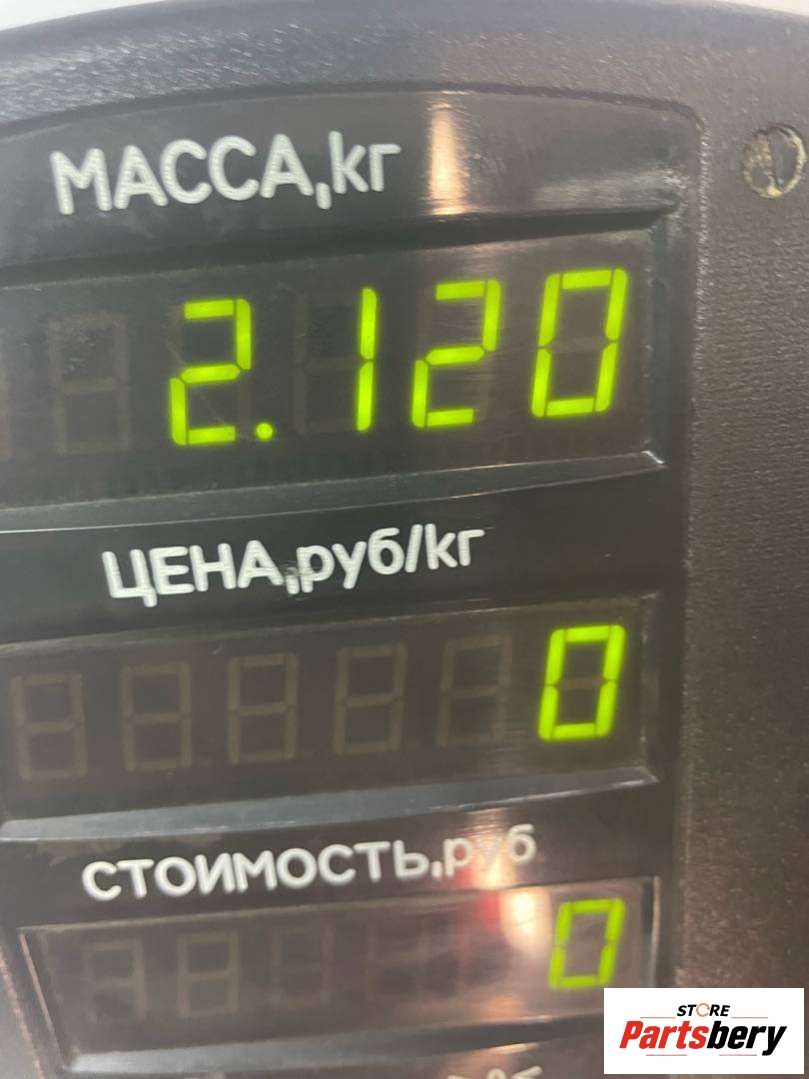 МАССА,кг
2.120
ЦЕНА,руб/кг
0
СТОИМОСТЬ,руб
0
STORE
Partsbery